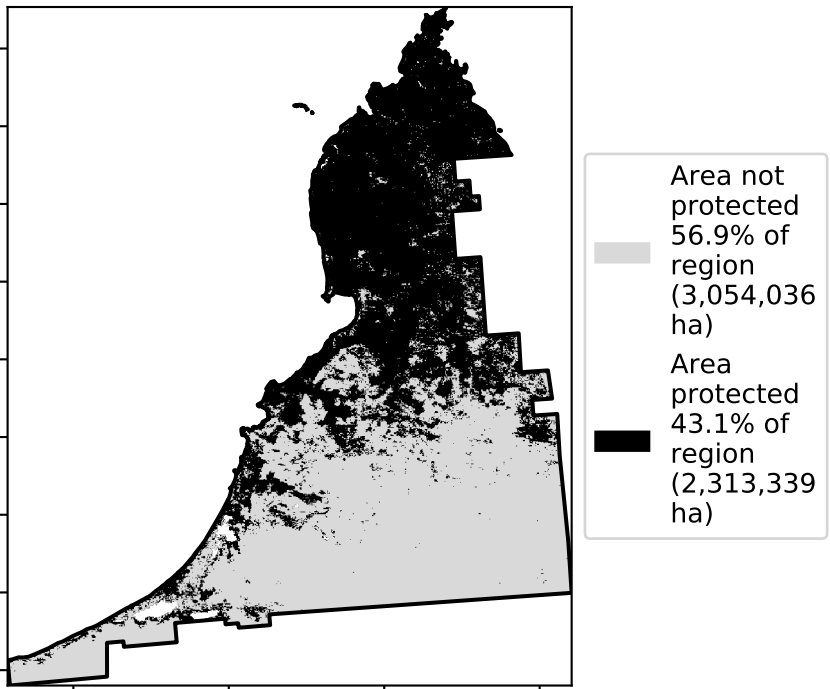 Area not
protected
56.9% of
region
(3,054,036
ha)
Area
protected
43.1% of
region
(2,313,339
ha)